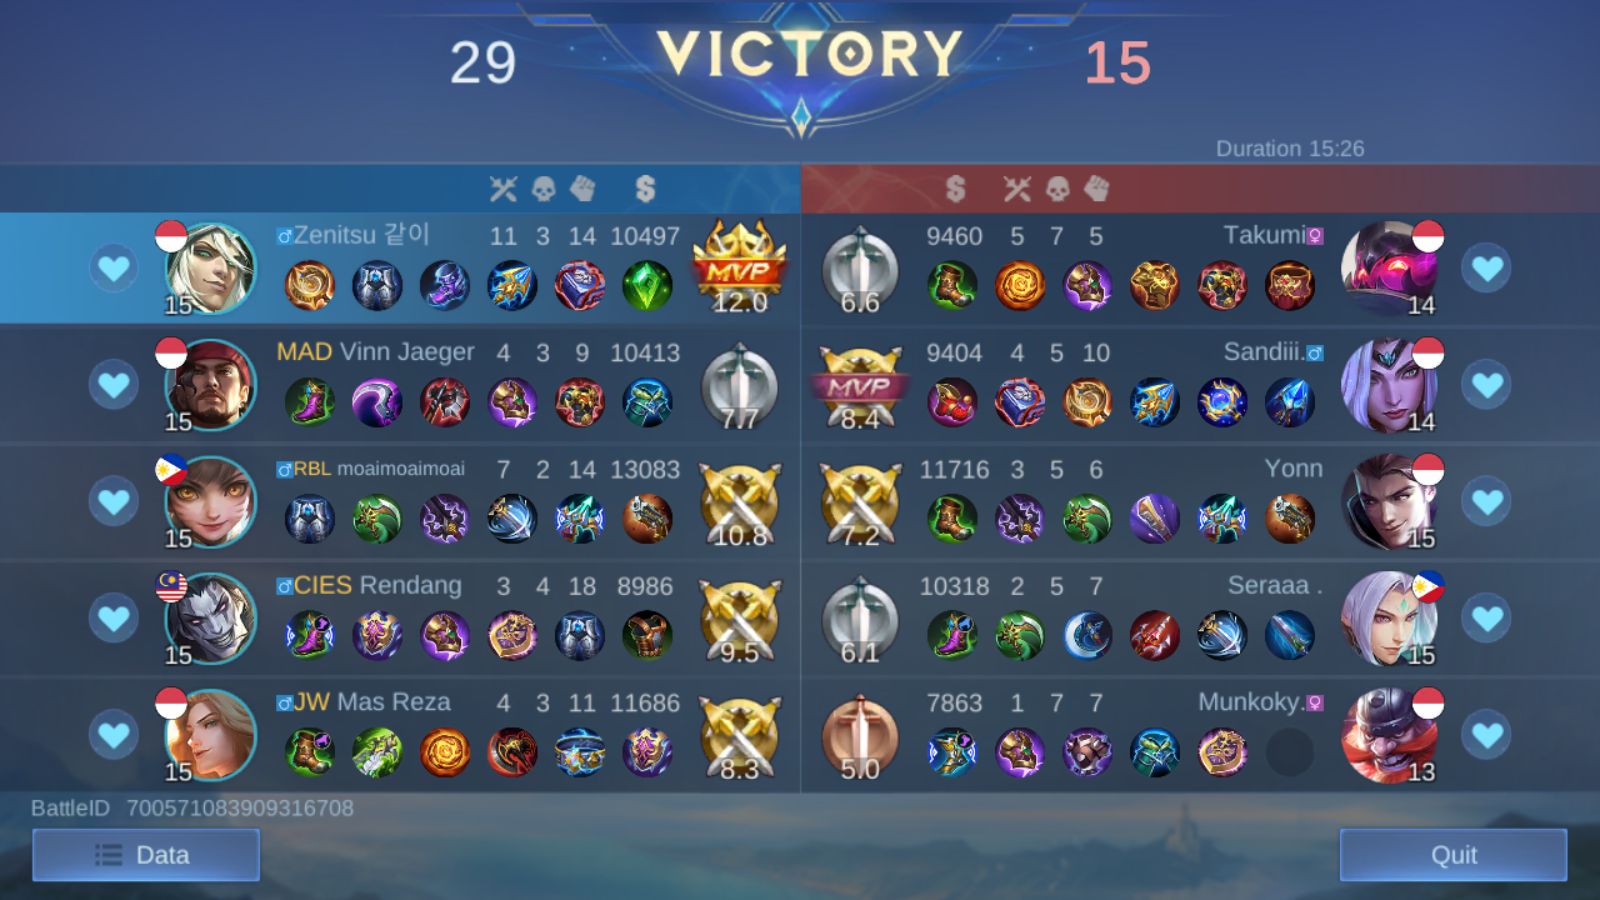 29 VICTORY 15
Duration 15:26
Zenitsu 같이 11 3 14 10497 MVP 12.0
15
6.6 9460 5 7 5 Takumi
14
MAD Vinn Jaeger 4 3 9 10413 7.7
15
MVP 8.4 9404 4 5 10 Sandiii.
14
RBL moaimoaimoai 7 2 14 13083 10.8
15
7.2 11716 3 5 6 Yonn
15
CIES Rendang 3 4 18 8986 9.5
15
6.1 10318 2 5 7 Seraaa .
15
JW Mas Reza 4 3 11 11686 8.3
15
5.0 7863 1 7 7 Munkoky.
13
BattleID 700571083909316708
Data
Quit